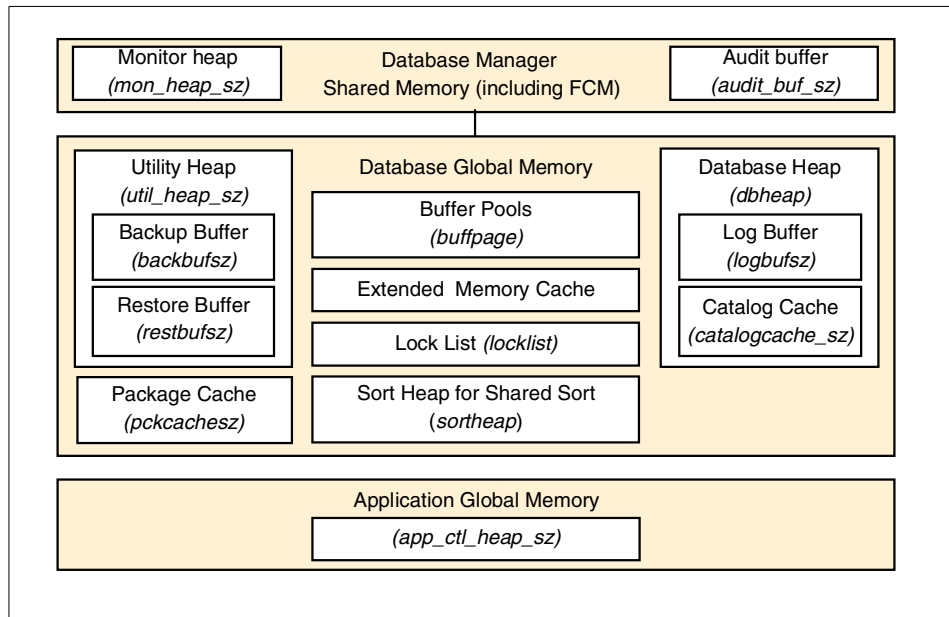 Monitor heap
(mon_heap_sz)
Database Manager
Shared Memory (including FCM)
Audit buffer
(audit_buf_sz)
Utility Heap
(util_heap_sz)
Backup Buffer
(backbufsz)
Restore Buffer
(restbufsz)
Package Cache
(pckcachesz)
Database Global Memory
Buffer Pools
(buffpage)
Extended Memory Cache
Lock List (locklist)
Sort Heap for Shared Sort
(sortheap)
Database Heap
(dbheap)
Log Buffer
(logbufsz)
Catalog Cache
(catalogcache_sz)
Application Global Memory
(app_ctl_heap_sz)